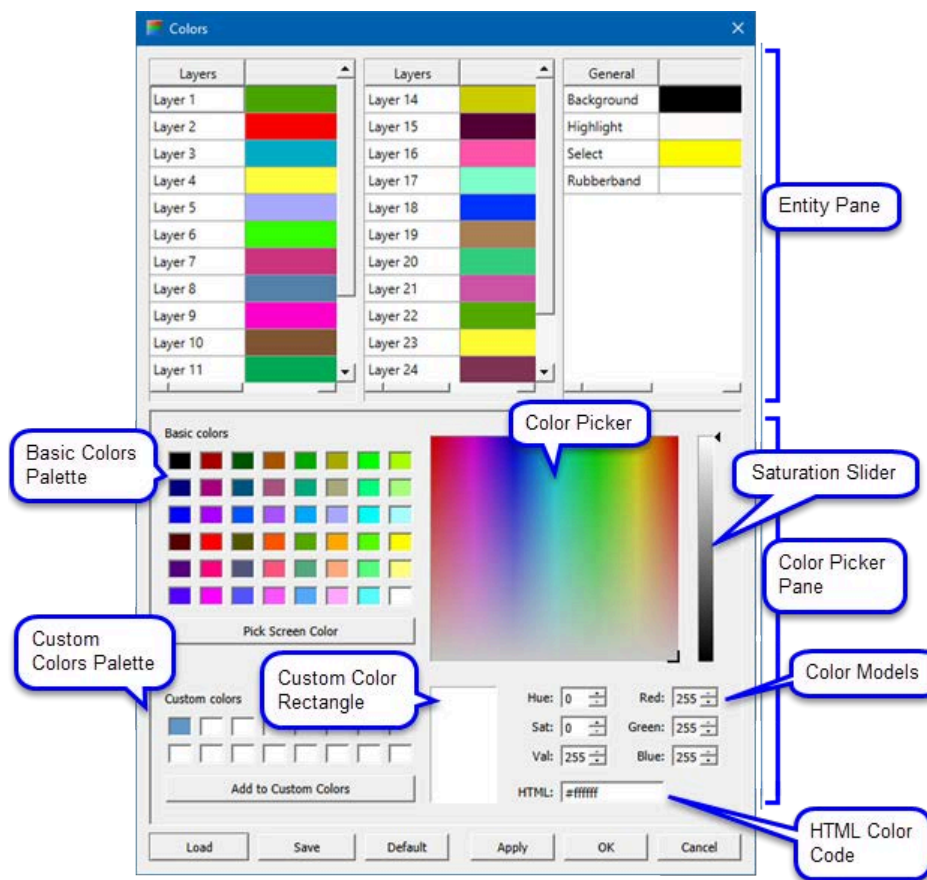 Colors
Layers Layers General
Layer 1 Layer 14 Background
Layer 2 Layer 15 Highlight
Layer 3 Layer 16 Select
Layer 4 Layer 17 Rubberband
Layer 5 Layer 18
Layer 6 Layer 19
Layer 7 Layer 20
Layer 8 Layer 21
Layer 9 Layer 22
Layer 10 Layer 23
Layer 11 Layer 24
Entity Pane
Basic colors
Color Picker
Basic Colors
Palette
Saturation Slider
Color Picker
Pane
Pick Screen Color
Custom
Colors Palette
Custom Color
Rectangle
Color Models
Custom colors
Hue: 0 Red: 255
Sat: 0 Green: 255
Val: 255 Blue: 255
Add to Custom Colors
HTML: #ffffff
HTML Color
Code
Load Save Default Apply OK Cancel